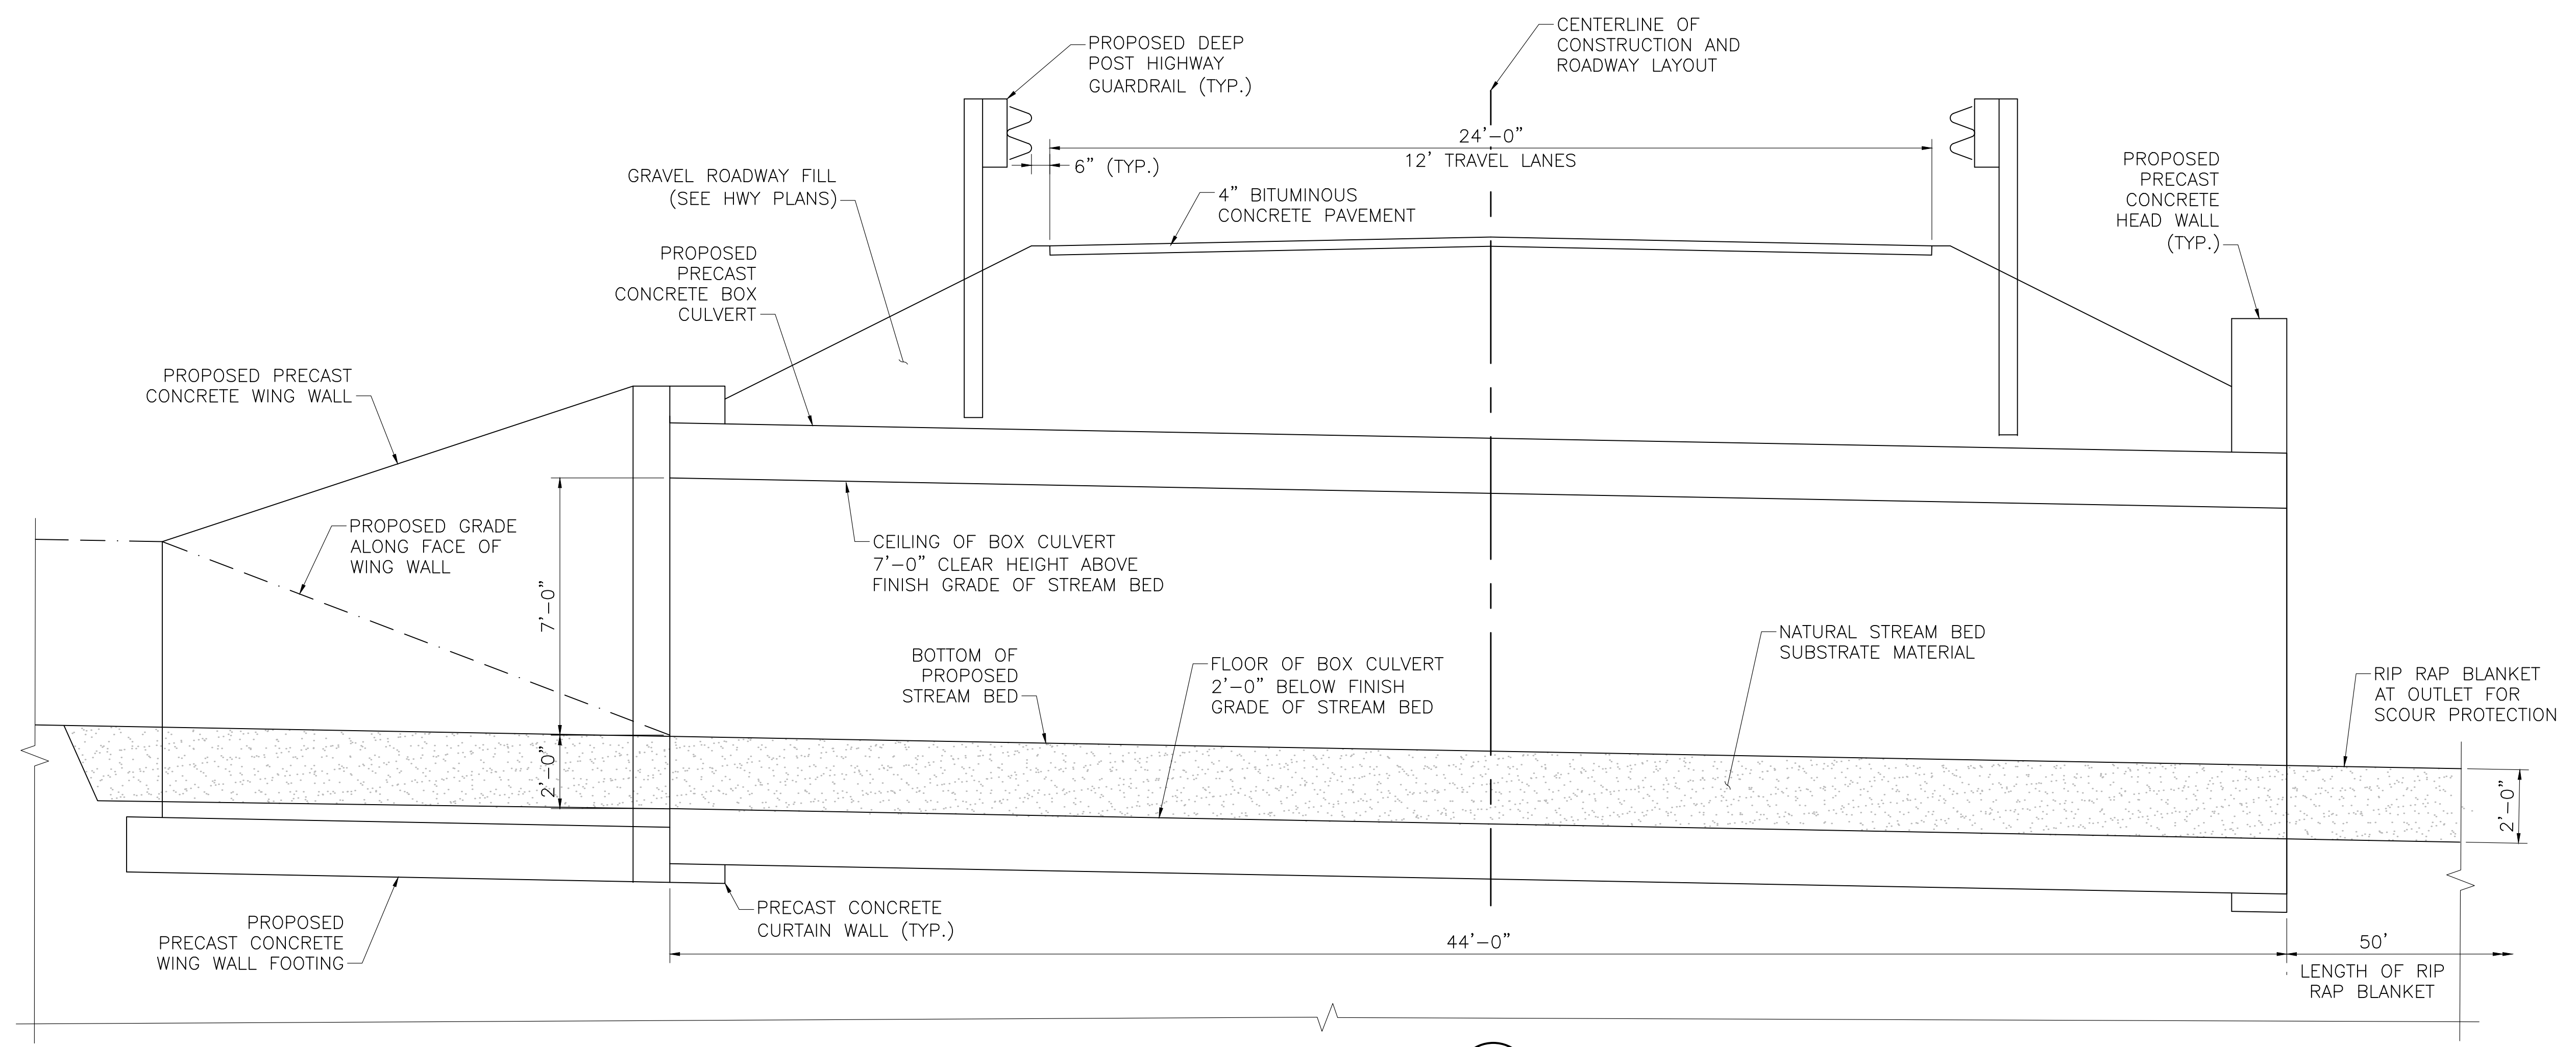 CENTERLINE OF
CONSTRUCTION AND
ROADWAY LAYOUT
PROPOSED DEEP
POST HIGHWAY
GUARDRAIL (TYP.)
24'-0"
12' TRAVEL LANES
6" (TYP.)
PROPOSED
PRECAST
CONCRETE
HEAD WALL
(TYP.)
GRAVEL ROADWAY FILL
(SEE HWY PLANS)
4" BITUMINOUS
CONCRETE PAVEMENT
PROPOSED
PRECAST
CONCRETE BOX
CULVERT
PROPOSED PRECAST
CONCRETE WING WALL
PROPOSED GRADE
ALONG FACE OF
WING WALL
7'-0"
CEILING OF BOX CULVERT
7'-0" CLEAR HEIGHT ABOVE
FINISH GRADE OF STREAM BED
NATURAL STREAM BED
SUBSTRATE MATERIAL
BOTTOM OF
PROPOSED
STREAM BED
FLOOR OF BOX CULVERT
2'-0" BELOW FINISH
GRADE OF STREAM BED
RIP RAP BLANKET
AT OUTLET FOR
SCOUR PROTECTION
2'-0"
2'-0"
PRECAST CONCRETE
CURTAIN WALL (TYP.)
PROPOSED
PRECAST CONCRETE
WING WALL FOOTING
44'-0"
50'
LENGTH OF RIP
RAP BLANKET